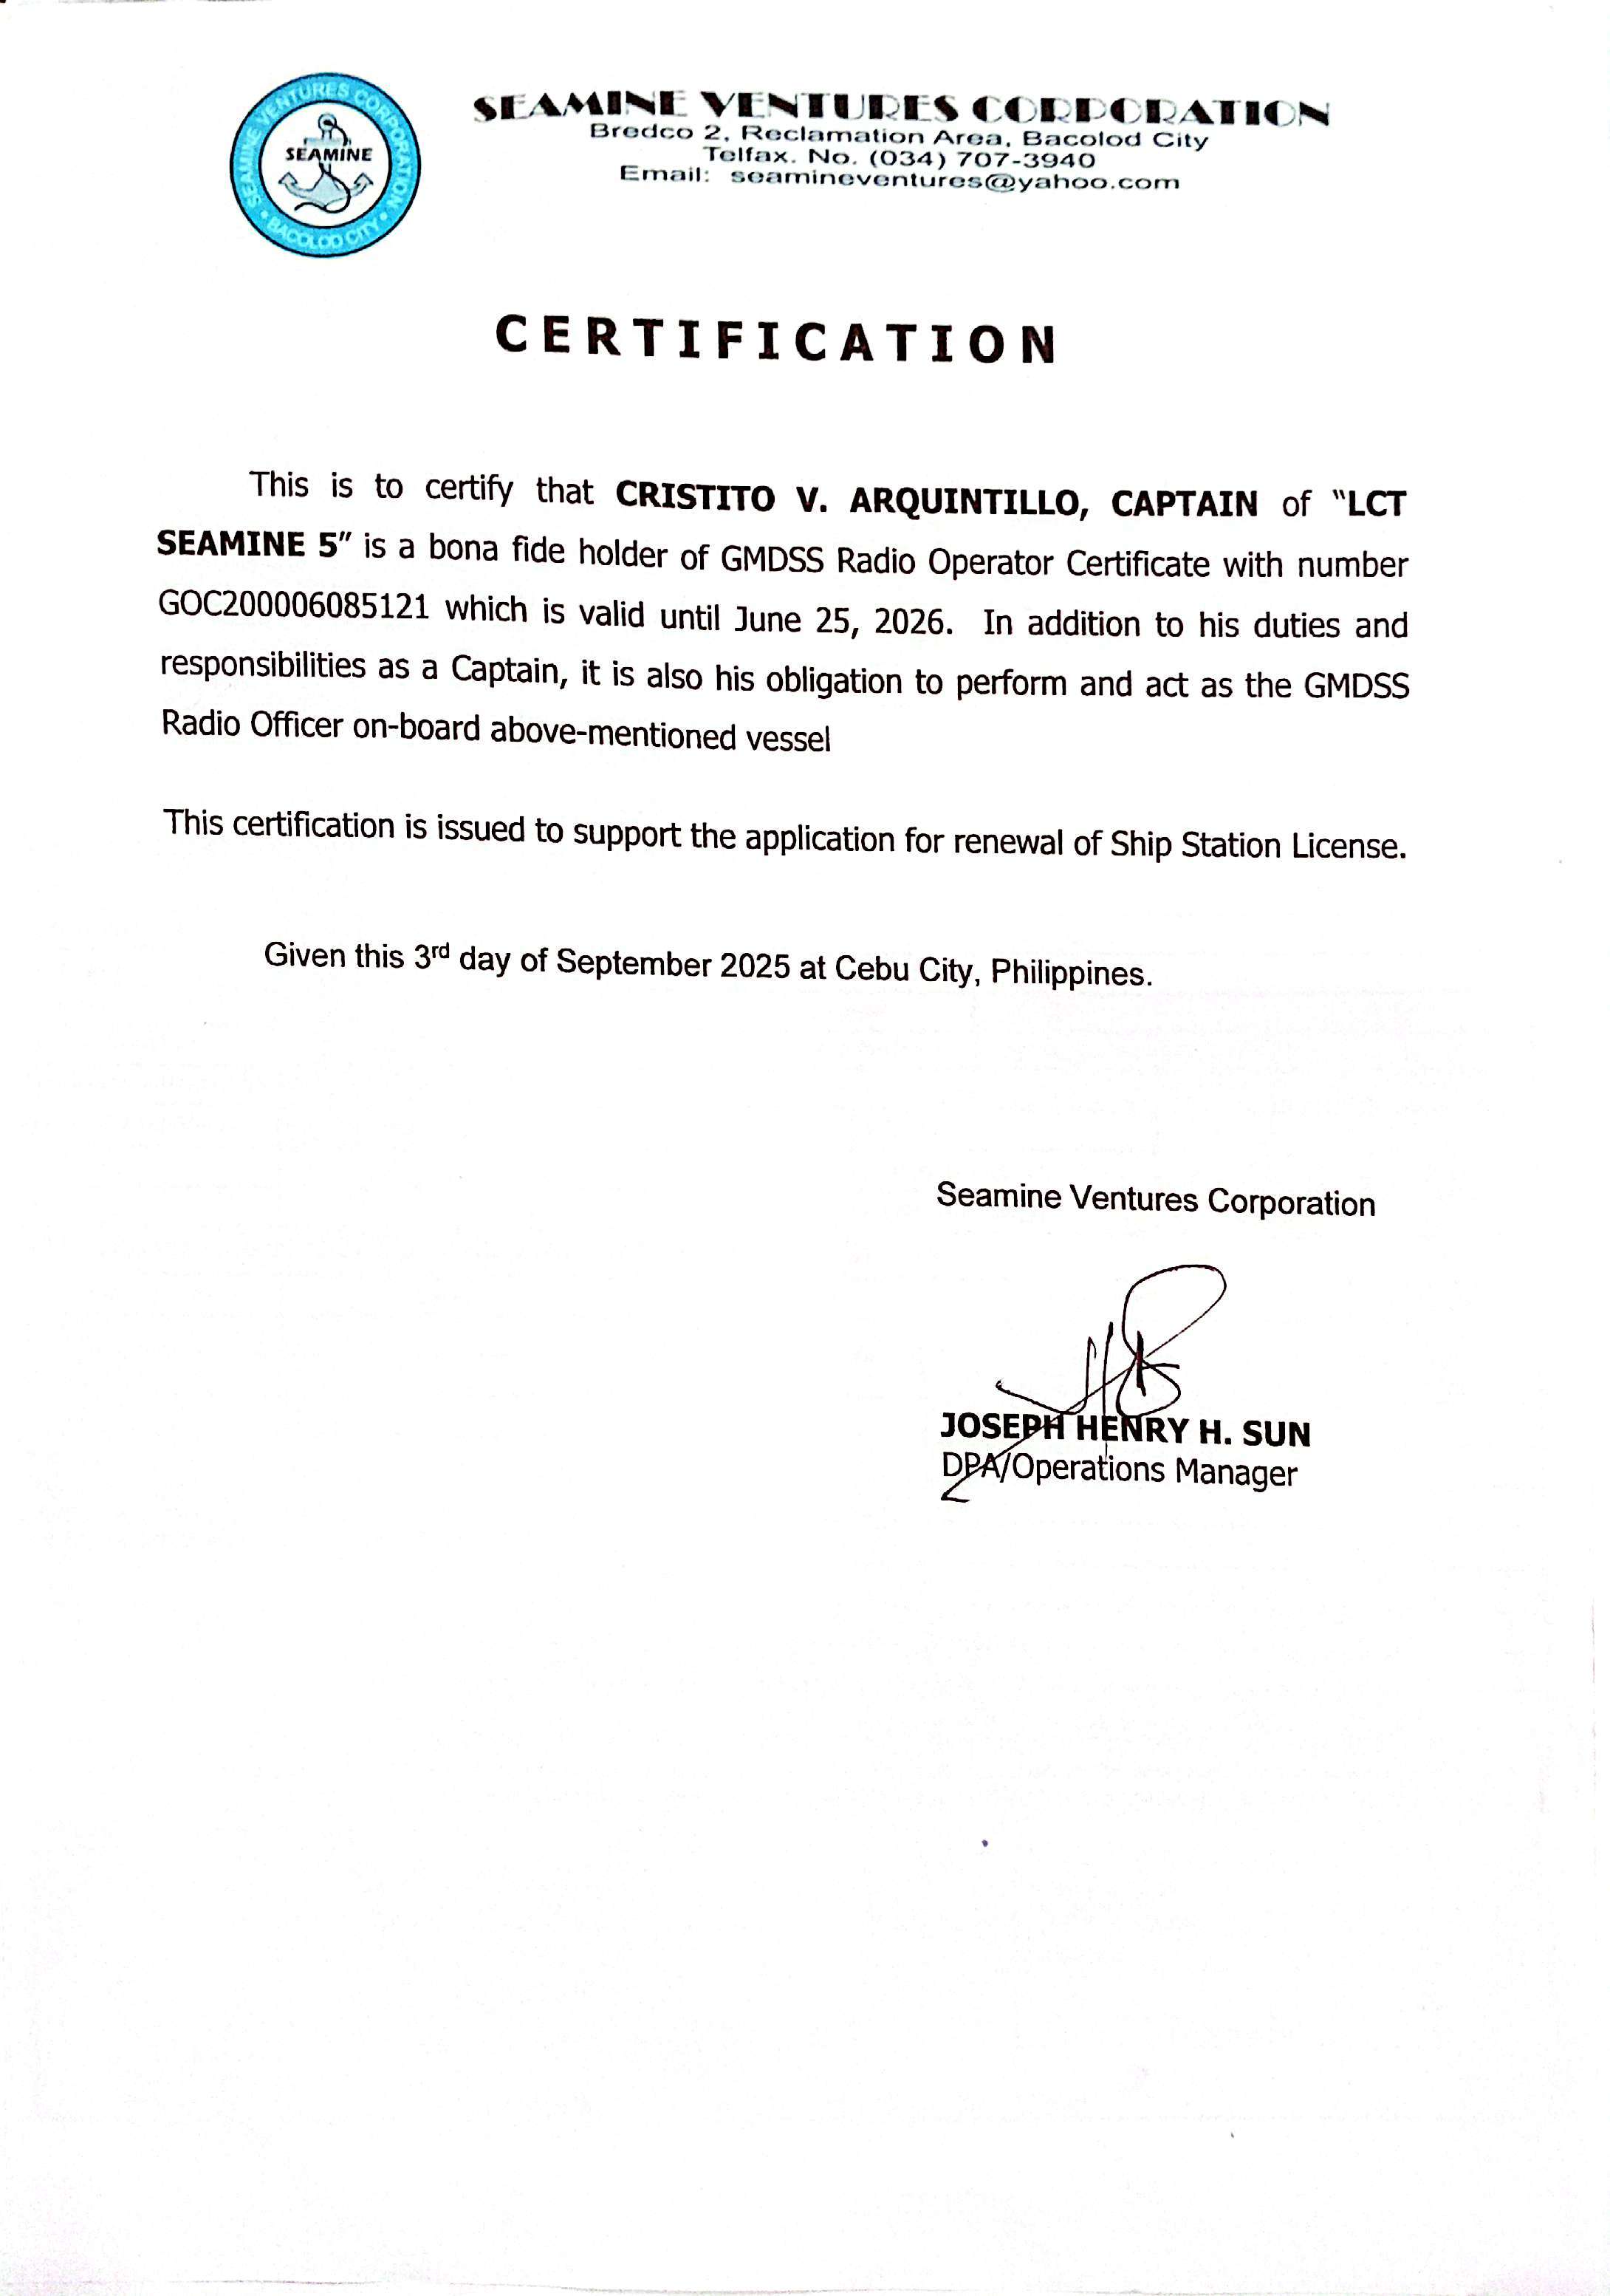 SEAMINE VENTURES CORPORATION
SEAMINE
BACOLOD CITY
SEAMINE VENTURES CORPORATION
Bredco 2, Reclamation Area, Bacolod City
Telfax. No. (034) 707-3940
Email: seamineventures@yahoo.com
CERTIFICATION
This is to certify that CRISTITO V. ARQUINTILLO, CAPTAIN of “LCT
SEAMINE 5” is a bona fide holder of GMDSS Radio Operator Certificate with number
GOC200006085121 which is valid until June 25, 2026. In addition to his duties and
responsibilities as a Captain, it is also his obligation to perform and act as the GMDSS
Radio Officer on-board above-mentioned vessel
This certification is issued to support the application for renewal of Ship Station License.
Given this 3rd day of September 2025 at Cebu City, Philippines.
Seamine Ventures Corporation
JOSEPH HENRY H. SUN
DPA/Operations Manager